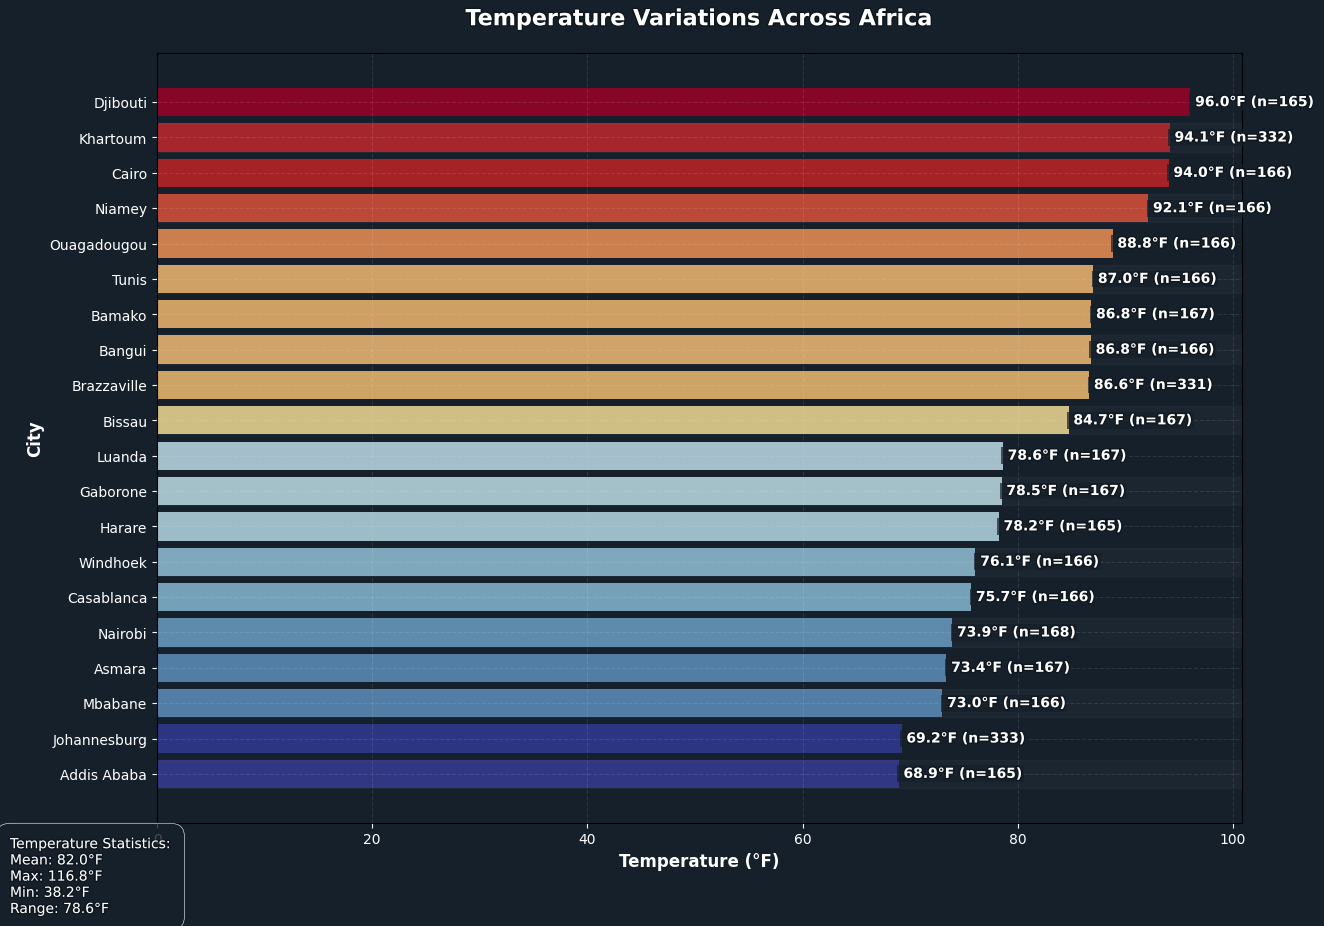 Temperature Variations Across Africa
Djibouti 96.0°F (n=165)
Khartoum 94.1°F (n=332)
Cairo 94.0°F (n=166)
Niamey 92.1°F (n=166)
Ouagadougou 88.8°F (n=166)
Tunis 87.0°F (n=166)
Bamako 86.8°F (n=167)
Bangui 86.8°F (n=166)
Brazzaville 86.6°F (n=331)
Bissau 84.7°F (n=167)
Luanda 78.6°F (n=167)
Gaborone 78.5°F (n=167)
Harare 78.2°F (n=165)
Windhoek 76.1°F (n=166)
Casablanca 75.7°F (n=166)
Nairobi 73.9°F (n=168)
Asmara 73.4°F (n=167)
Mbabane 73.0°F (n=166)
Johannesburg 69.2°F (n=333)
Addis Ababa 68.9°F (n=165)
City
0 20 40 60 80 100
Temperature (°F)
Temperature Statistics:
Mean: 82.0°F
Max: 116.8°F
Min: 38.2°F
Range: 78.6°F